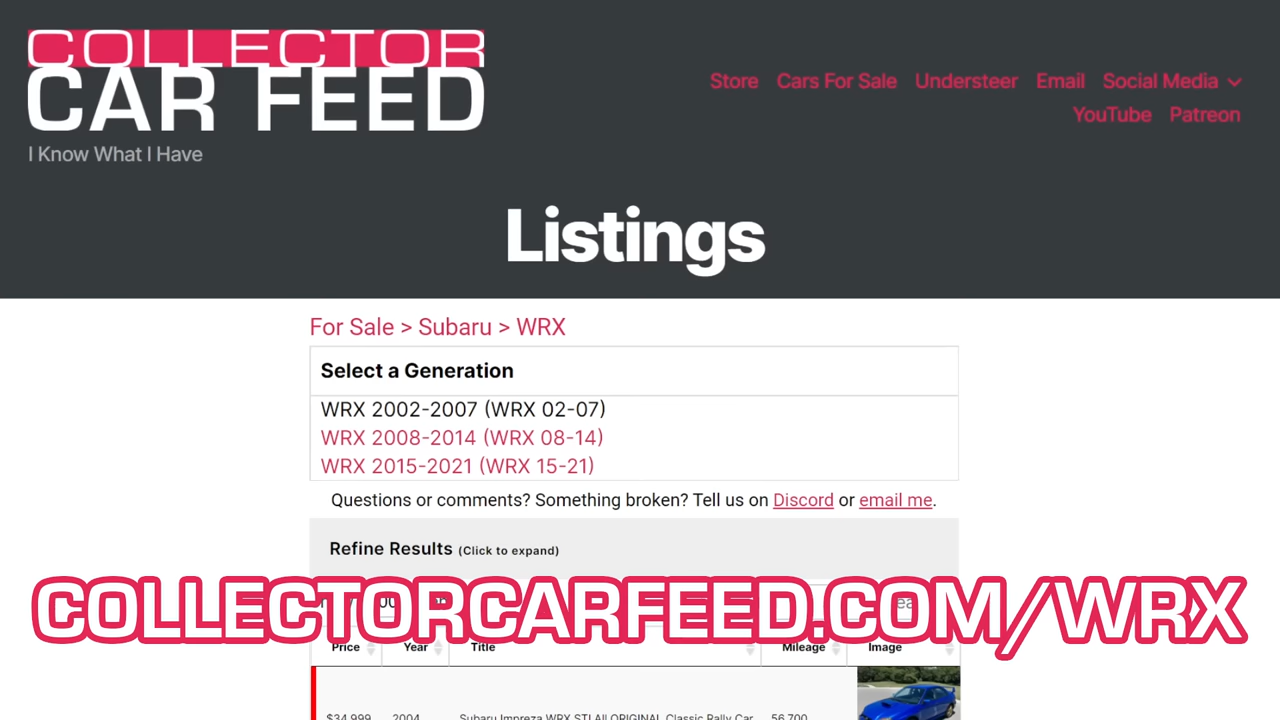 COLLECTOR
CAR FEED
I Know What I Have
Store Cars For Sale Understeer Email Social Media
YouTube Patreon
Listings
For Sale > Subaru > WRX
Select a Generation
WRX 2002-2007 (WRX 02-07)
WRX 2008-2014 (WRX 08-14)
WRX 2015-2021 (WRX 15-21)
Questions or comments? Something broken? Tell us on Discord or email me.
Refine Results (Click to expand)
COLLECTORCARFEED.COM/WRX
Price Year Title Mileage Image
$34,999 2004 Subaru Impreza WRX STI All ORIGINAL Classic Rally Car 56,700